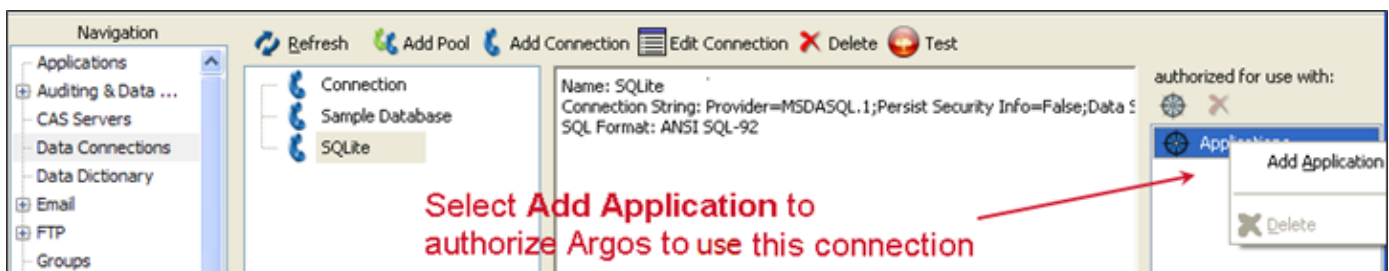 Navigation
Applications
Auditing & Data ...
CAS Servers
Data Connections
Data Dictionary
Email
FTP
Groups
Refresh Add Pool Add Connection Edit Connection Delete Test
Connection
Sample Database
SQLite
Name: SQLite
Connection String: Provider=MSDASQL.1;Persist Security Info=False;Data S
SQL Format: ANSI SQL-92
authorized for use with:
Applications
Add Application
Delete
Select Add Application to
authorize Argos to use this connection